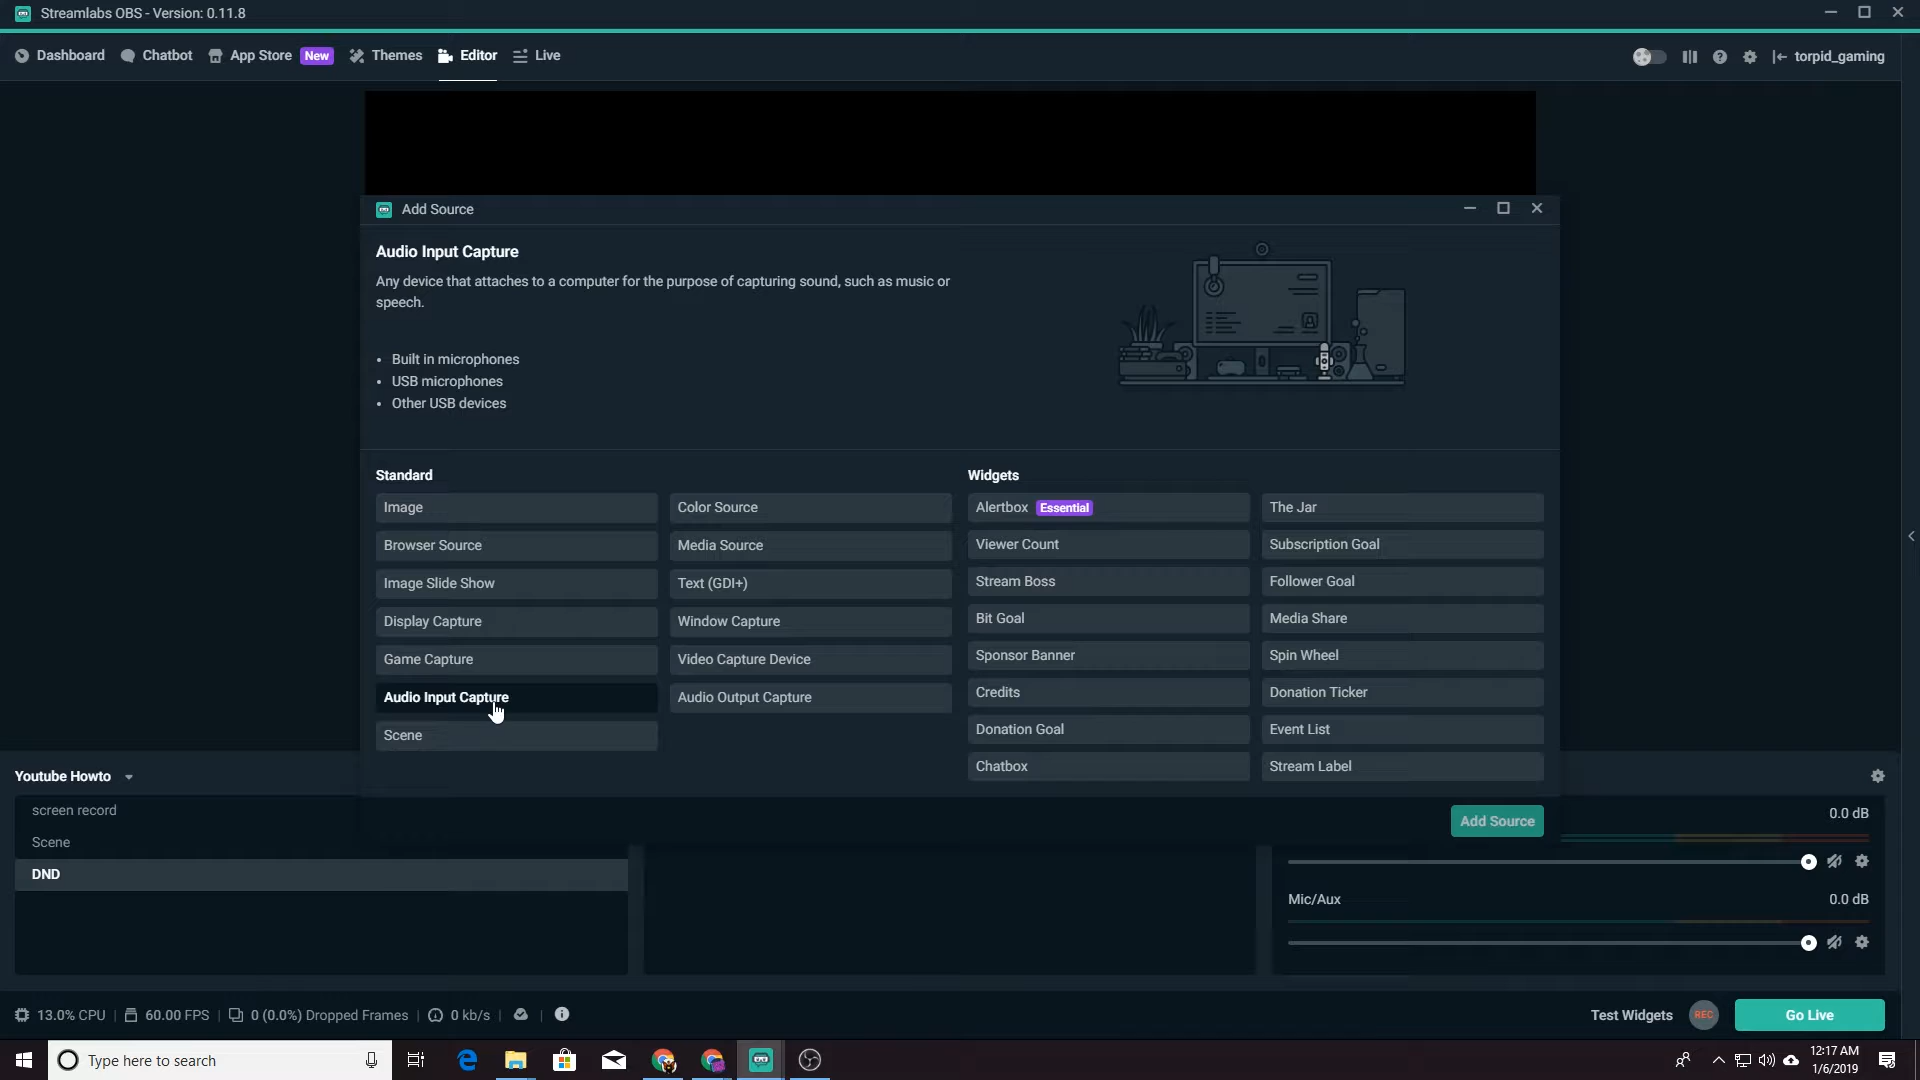 Streamlabs OBS - Version: 0.11.8
Dashboard Chatbot App Store New Themes Editor Live torpid_gaming
Add Source
Audio Input Capture
Any device that attaches to a computer for the purpose of capturing sound, such as music or
speech.
• Built in microphones
• USB microphones
• Other USB devices
Standard
Image Color Source
Browser Source Media Source
Image Slide Show Text (GDI+)
Display Capture Window Capture
Game Capture Video Capture Device
Audio Input Capture Audio Output Capture
Scene
Widgets
Alertbox Essential The Jar
Viewer Count Subscription Goal
Stream Boss Follower Goal
Bit Goal Media Share
Sponsor Banner Spin Wheel
Credits Donation Ticker
Donation Goal Event List
Chatbox Stream Label
Add Source
Youtube Howto
screen record
Scene
DND
0.0 dB
Mic/Aux 0.0 dB
13.0% CPU 60.00 FPS 0 (0.0%) Dropped Frames 0 kb/s Test Widgets REC Go Live
Type here to search
12:17 AM
1/6/2019